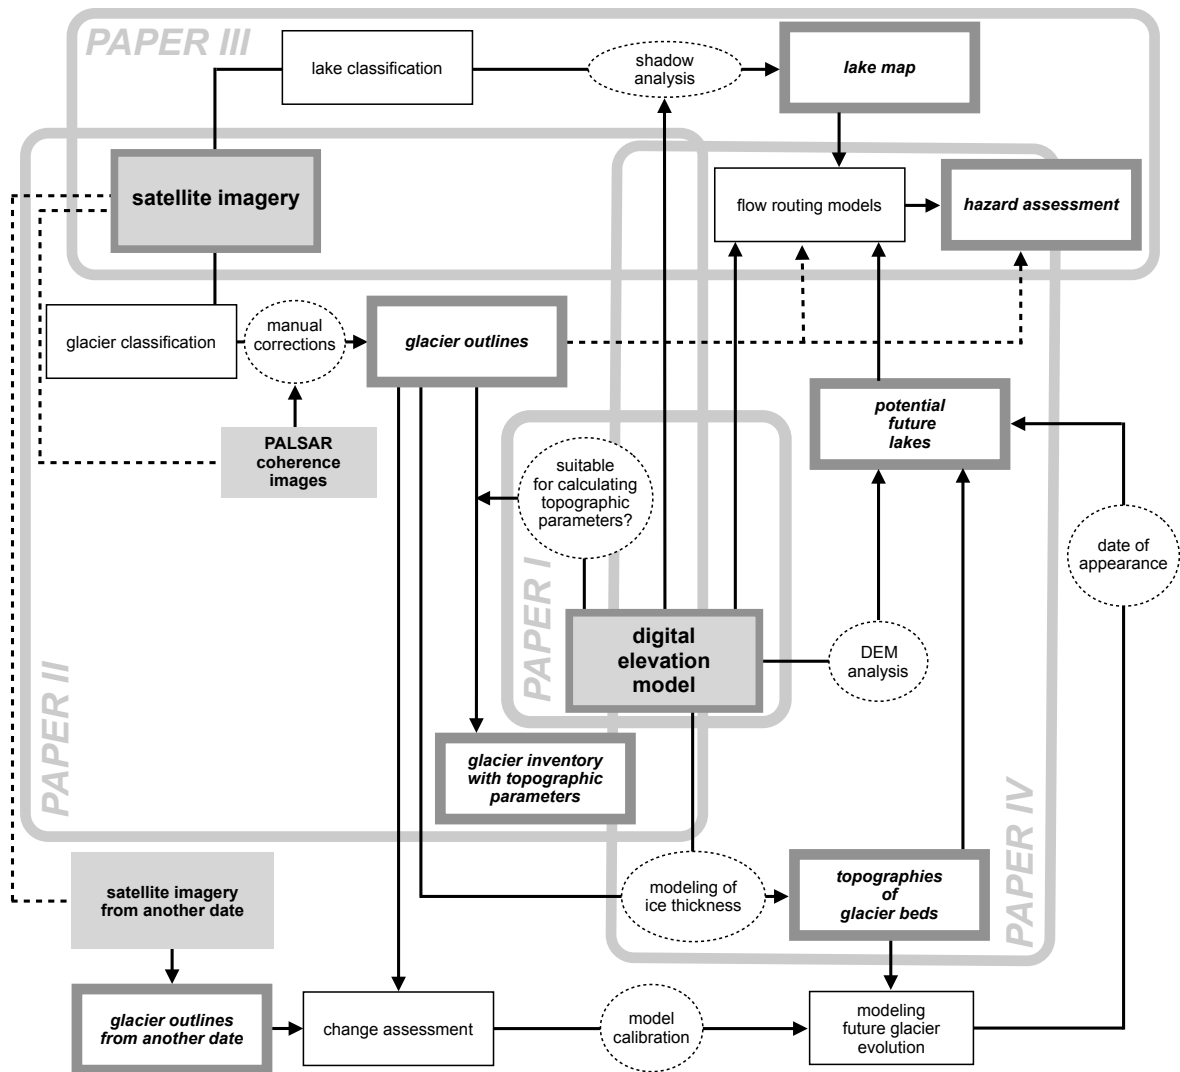 PAPER III
lake classification
shadow
analysis
lake map
satellite imagery
flow routing models
hazard assessment
glacier classification
manual
corrections
glacier outlines
PALSAR
coherence
images
suitable
for calculating
topographic
parameters?
potential
future
lakes
date of
appearance
PAPER I
digital
elevation
model
DEM
analysis
PAPER II
glacier inventory
with topographic
parameters
PAPER IV
satellite imagery
from another date
modeling of
ice thickness
topographies
of
glacier beds
glacier outlines
from another date
change assessment
model
calibration
modeling
future glacier
evolution